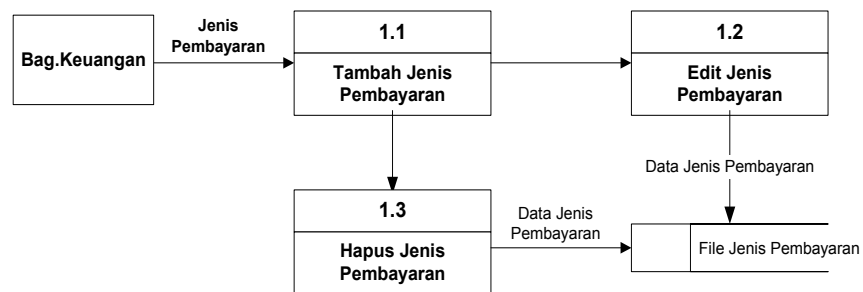 Bag.Keuangan
Jenis
Pembayaran
1.1
Tambah Jenis
Pembayaran
1.2
Edit Jenis
Pembayaran
Data Jenis Pembayaran
1.3
Hapus Jenis
Pembayaran
Data Jenis
Pembayaran
File Jenis Pembayaran